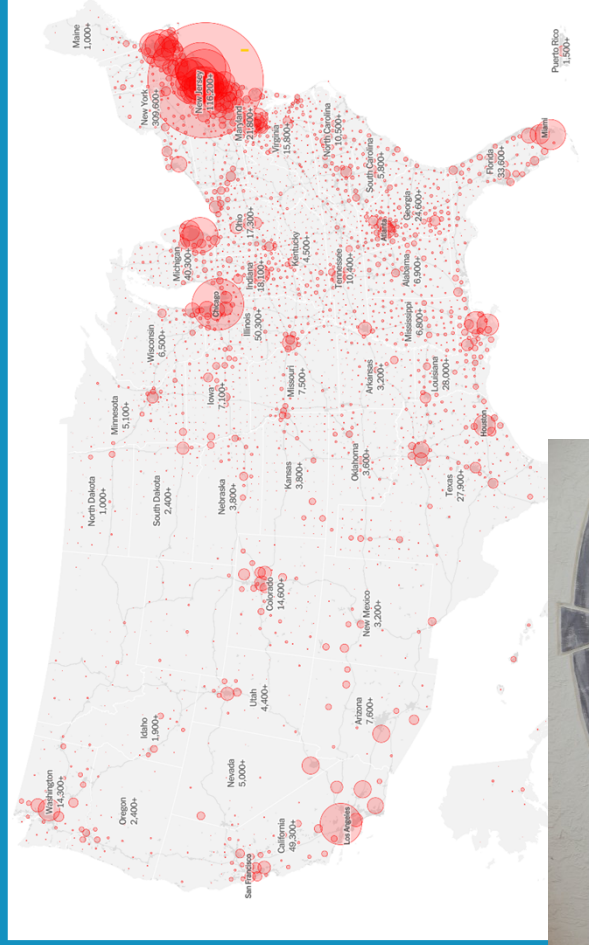 Washington
14,300+
North Dakota
1,000+
Minnesota
5,100+
Maine
1,000+
Oregon
2,400+
Idaho
1,900+
South Dakota
2,400+
Wisconsin
6,500+
Michigan
40,300+
New York
309,600+
Nevada
5,000+
Utah
4,400+
Nebraska
3,800+
Iowa
7,100+
Chicago
Illinois
50,300+
Indiana
18,100+
Ohio
17,300+
New Jersey
116,200+
Maryland
21,800+
San Francisco
California
49,300+
Colorado
14,600+
Kansas
3,800+
Missouri
7,500+
Kentucky
4,500+
Virginia
15,800+
Los Angeles
Arizona
7,600+
New Mexico
3,200+
Oklahoma
3,600+
Arkansas
3,200+
Tennessee
10,400+
North Carolina
10,500+
South Carolina
5,800+
Texas
27,900+
Houston
Louisiana
28,000+
Mississippi
6,800+
Alabama
6,900+
Atlanta
Georgia
24,600+
Florida
33,600+
Miami
Puerto Rico
1,500+